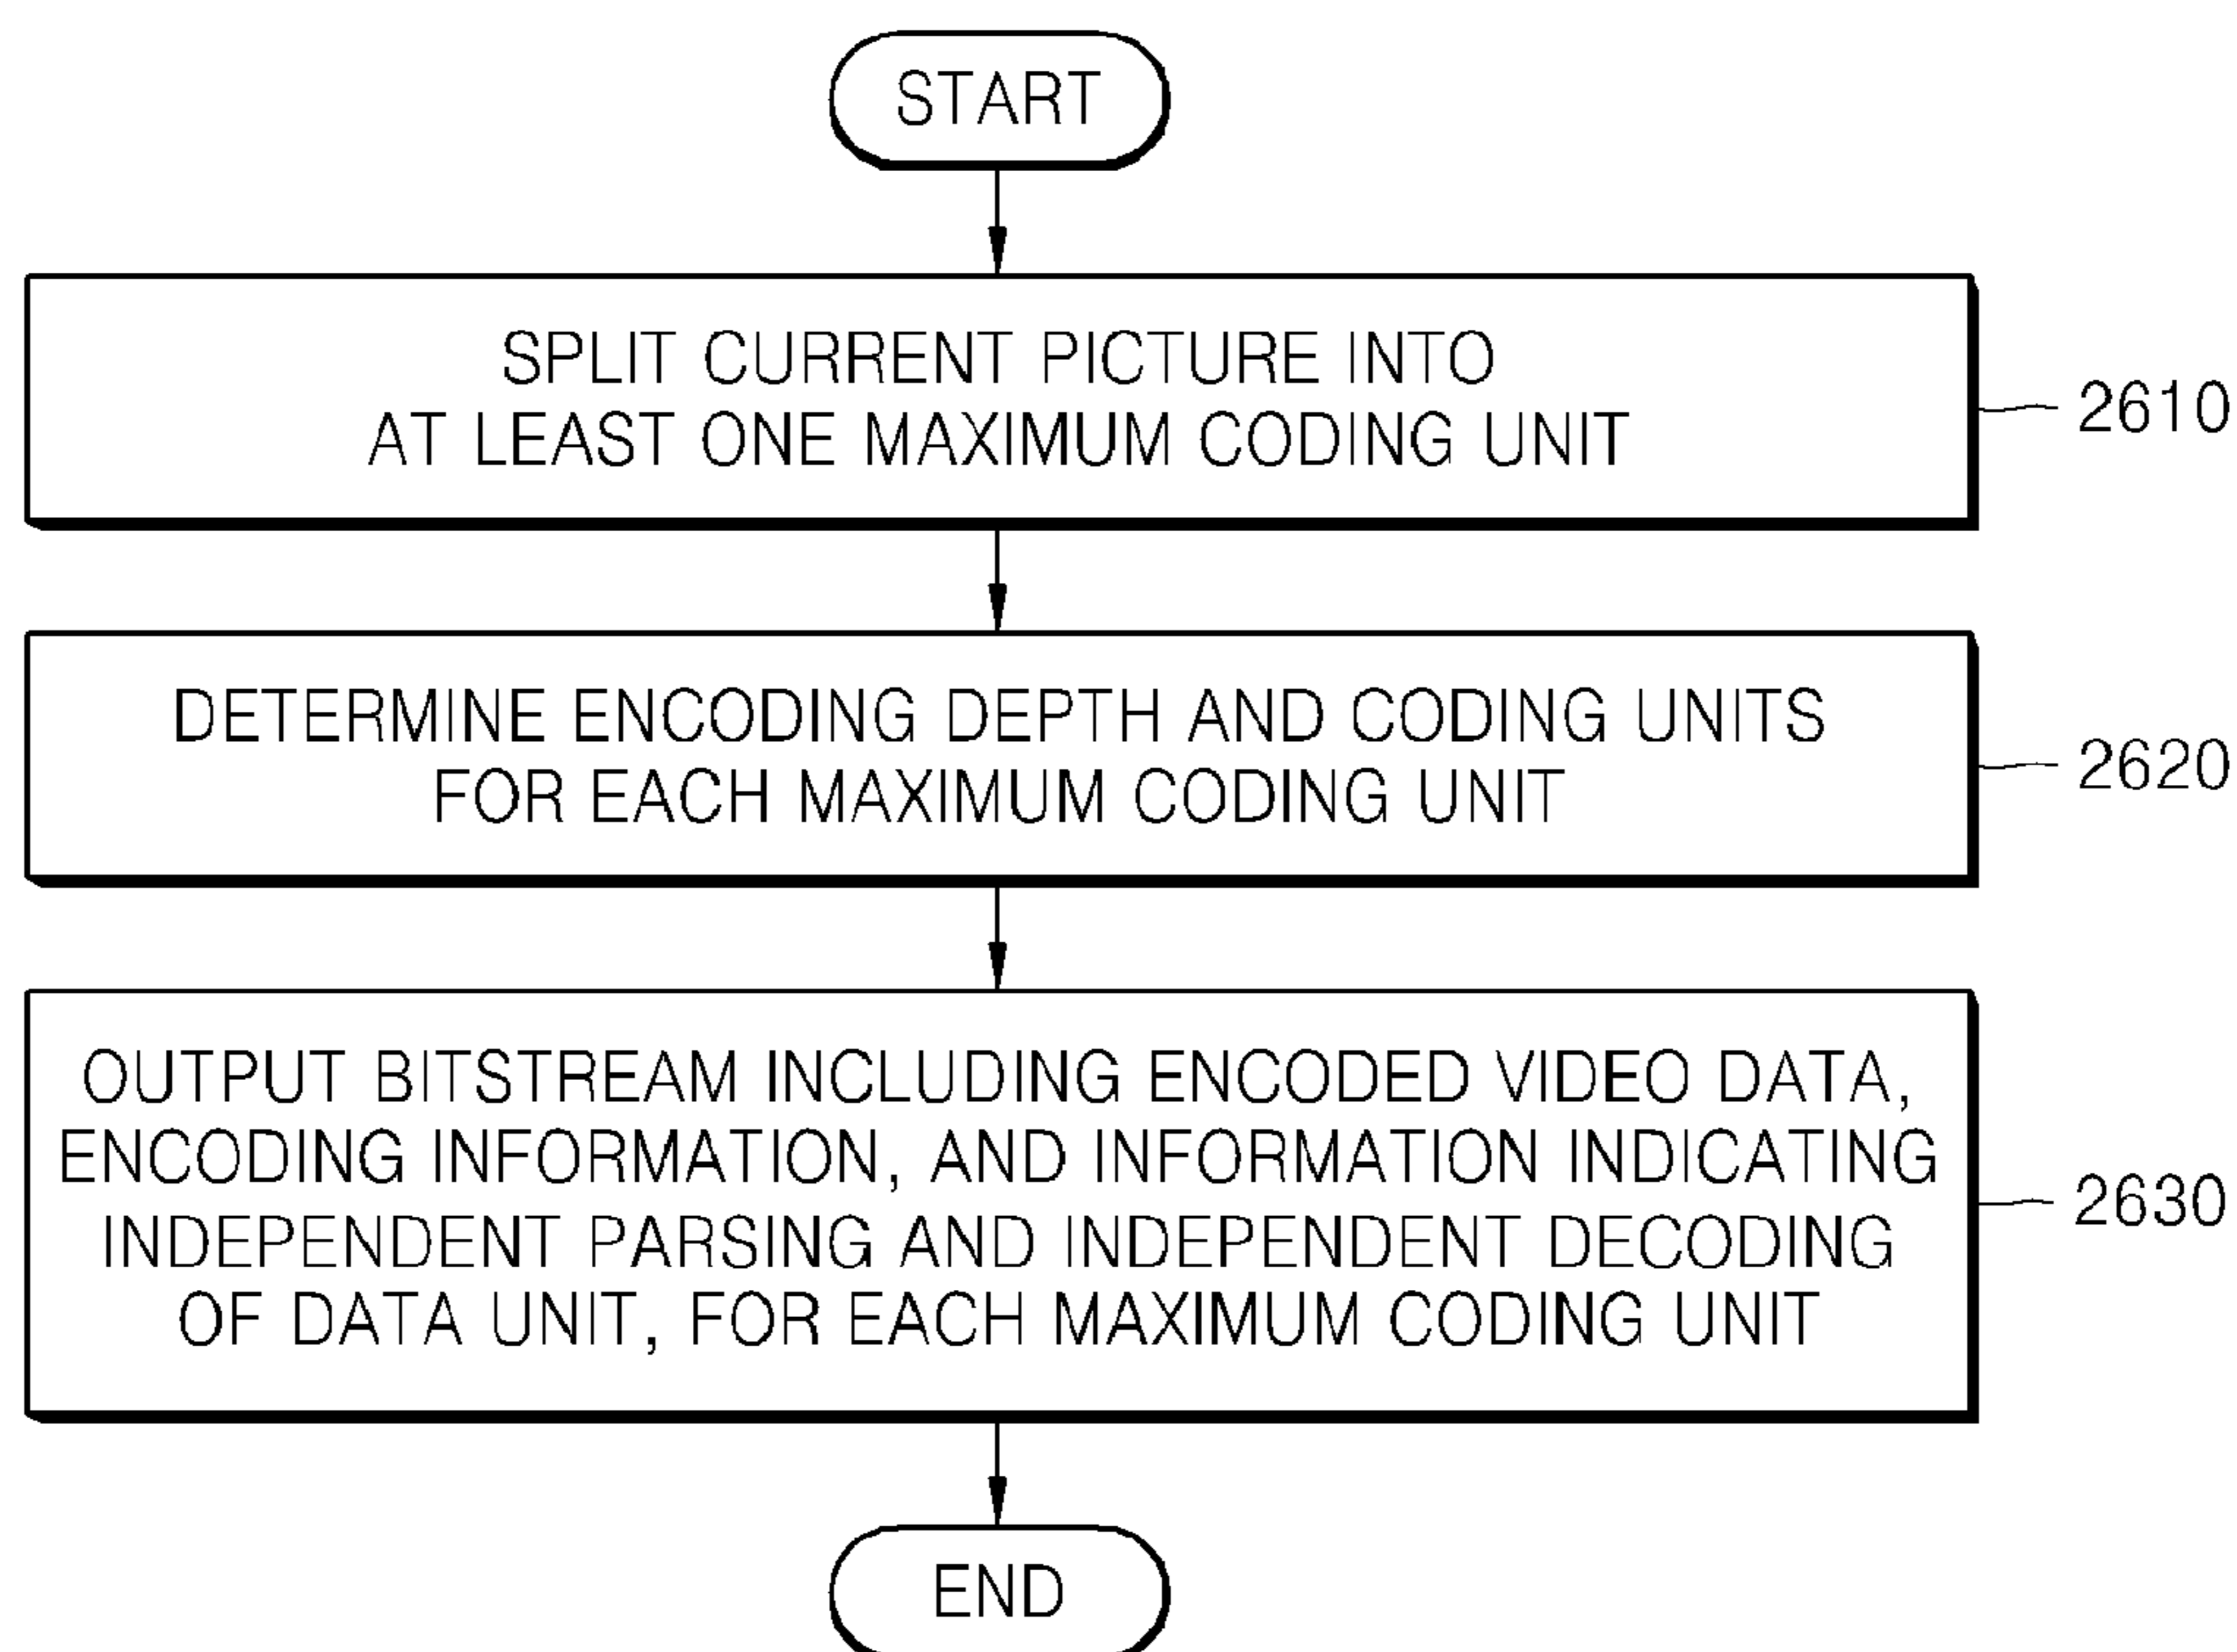 START
SPLIT CURRENT PICTURE INTO
AT LEAST ONE MAXIMUM CODING UNIT
2610
DETERMINE ENCODING DEPTH AND CODING UNITS
FOR EACH MAXIMUM CODING UNIT
2620
OUTPUT BITSTREAM INCLUDING ENCODED VIDEO DATA,
ENCODING INFORMATION, AND INFORMATION INDICATING
INDEPENDENT PARSING AND INDEPENDENT DECODING
OF DATA UNIT, FOR EACH MAXIMUM CODING UNIT
2630
END